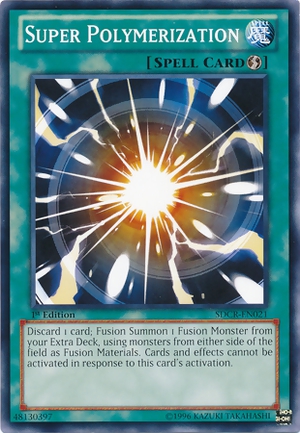 SUPER POLYMERIZATION
[SPELL CARD]
1st Edition
SDCR-EN021
Discard 1 card; Fusion Summon 1 Fusion Monster from
your Extra Deck, using monsters from either side of the
field as Fusion Materials. Cards and effects cannot be
activated in response to this card's activation.
48130397
©1996 KAZUKI TAKAHASHI